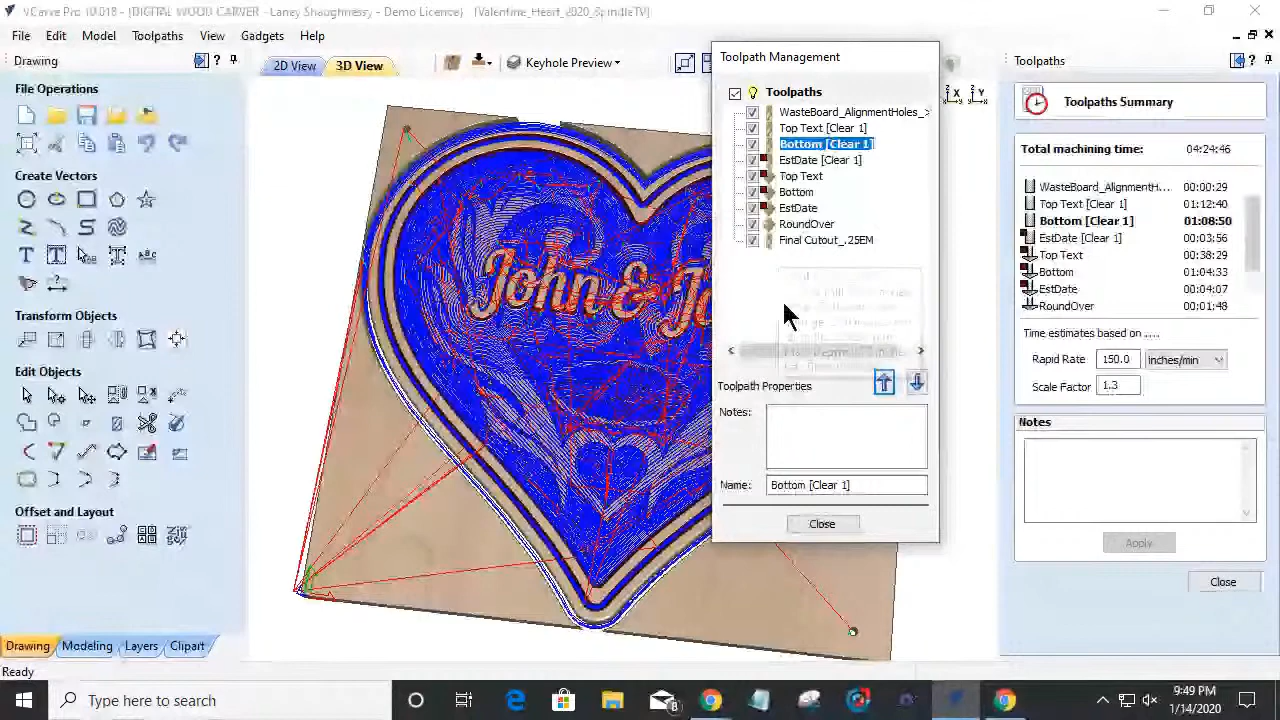 VCarve Pro 10.018 - [DIGITAL WOOD CARVER - Laney Shaughnessy - Demo Licence] - [Valentine_Heart_2020_SpindleTV]
File Edit Model Toolpaths View Gadgets Help
Drawing
2D View
3D View
Keyhole Preview
File Operations
Create Vectors
Transform Objects
Edit Objects
Offset and Layout
Drawing
Modeling
Layers
Clipart
Ready
John & J
Toolpath Management
Toolpaths
WasteBoard_AlignmentHoles_>
Top Text [Clear 1]
Bottom [Clear 1]
EstDate [Clear 1]
Top Text
Bottom
EstDate
RoundOver
Final Cutout_.25EM
Toolpath Properties
Notes:
Name: Bottom [Clear 1]
Close
Toolpaths
Toolpaths Summary
Total machining time: 04:24:46
WasteBoard_AlignmentH... 00:00:29
Top Text [Clear 1] 01:12:40
Bottom [Clear 1] 01:08:50
EstDate [Clear 1] 00:03:56
Top Text 00:38:29
Bottom 01:04:33
EstDate 00:04:07
RoundOver 00:01:48
Time estimates based on .....
Rapid Rate 150.0 inches/min
Scale Factor 1.3
Notes
Apply
Close
Type here to search
8
9:49 PM
1/14/2020